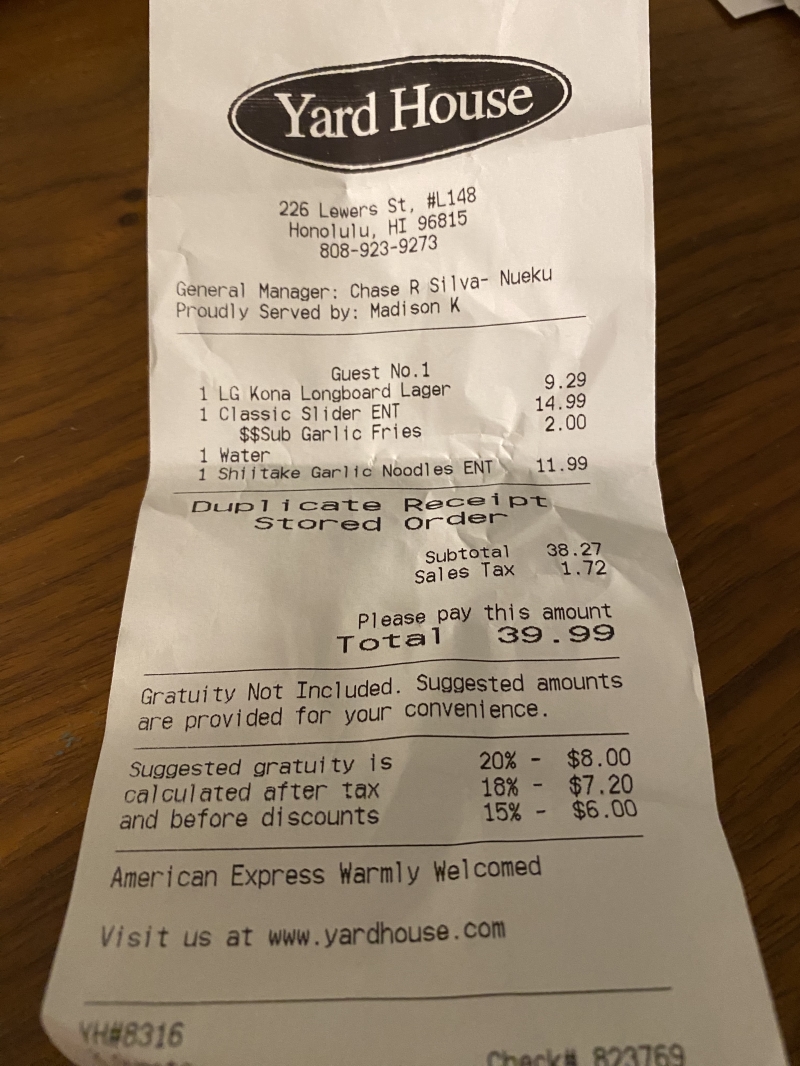 Yard House
226 Lewers St, #L148
Honolulu, HI 96815
808-923-9273
General Manager: Chase R Silva- Nueku
Proudly Served by: Madison K
Guest No.1
1 LG Kona Longboard Lager 9.29
1 Classic Slider ENT 14.99
$$Sub Garlic Fries 2.00
1 Water
1 Shiitake Garlic Noodles ENT 11.99
Duplicate Receipt
Stored Order
Subtotal 38.27
Sales Tax 1.72
Please pay this amount
Total 39.99
Gratuity Not Included. Suggested amounts
are provided for your convenience.
Suggested gratuity is 20% - $8.00
calculated after tax 18% - $7.20
and before discounts 15% - $6.00
American Express Warmly Welcomed
Visit us at www.yardhouse.com
YH#8316
Check# 823769